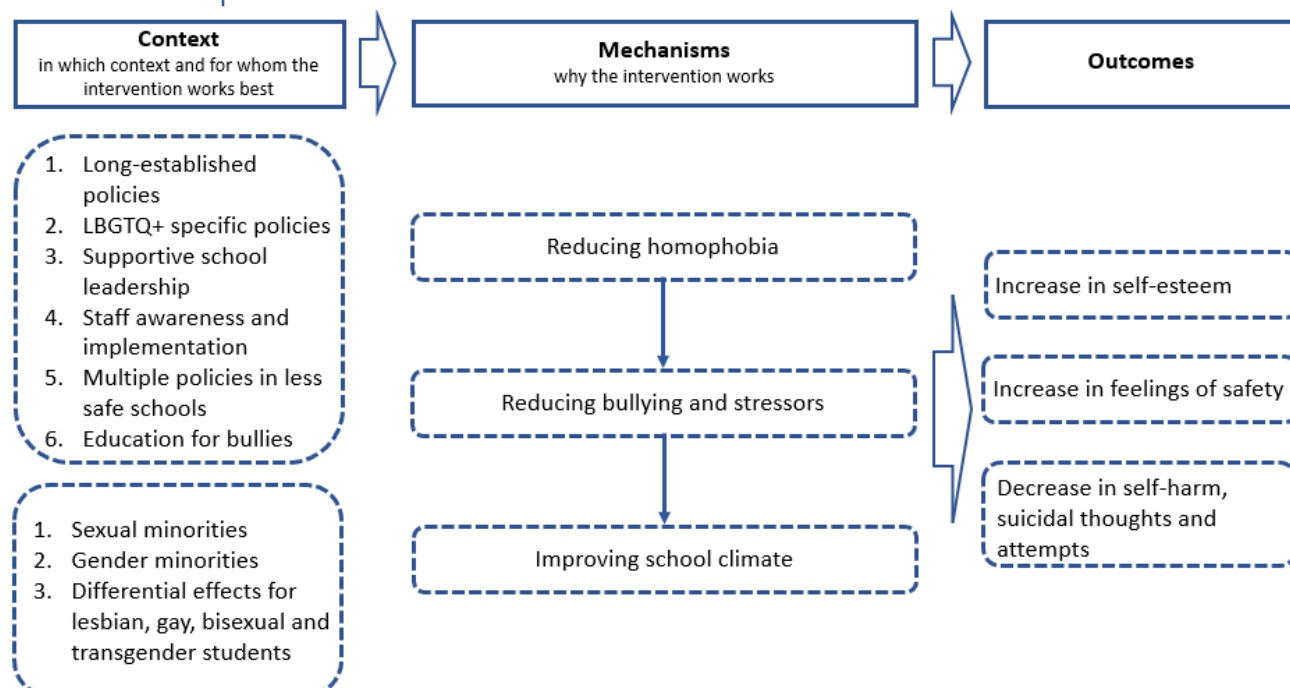 Context
in which context and for whom the
intervention works best
Mechanisms
why the intervention works
Outcomes
1. Long-established
policies
2. LBGTQ+ specific policies
3. Supportive school
leadership
4. Staff awareness and
implementation
5. Multiple policies in less
safe schools
6. Education for bullies
1. Sexual minorities
2. Gender minorities
3. Differential effects for
lesbian, gay, bisexual and
transgender students
Reducing homophobia
Reducing bullying and stressors
Improving school climate
Increase in self-esteem
Increase in feelings of safety
Decrease in self-harm,
suicidal thoughts and
attempts